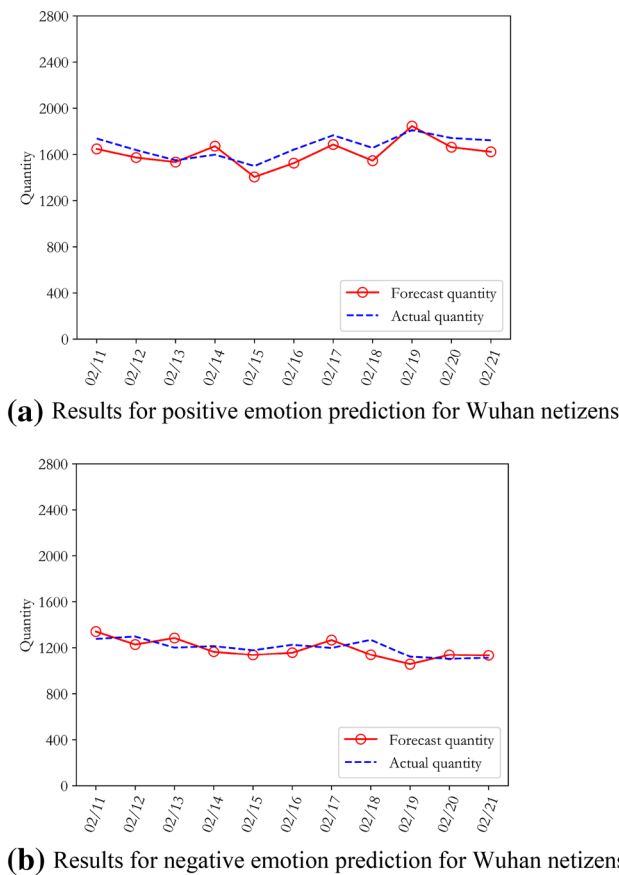 2800
2400
2000
1600
1200
800
400
0
Quantity
Forecast quantity
Actual quantity
02/11 02/12 02/13 02/14 02/15 02/16 02/17 02/18 02/19 02/20 02/21
(a) Results for positive emotion prediction for Wuhan netizens
2800
2400
2000
1600
1200
800
400
0
Quantity
Forecast quantity
Actual quantity
02/11 02/12 02/13 02/14 02/15 02/16 02/17 02/18 02/19 02/20 02/21
(b) Results for negative emotion prediction for Wuhan netizens